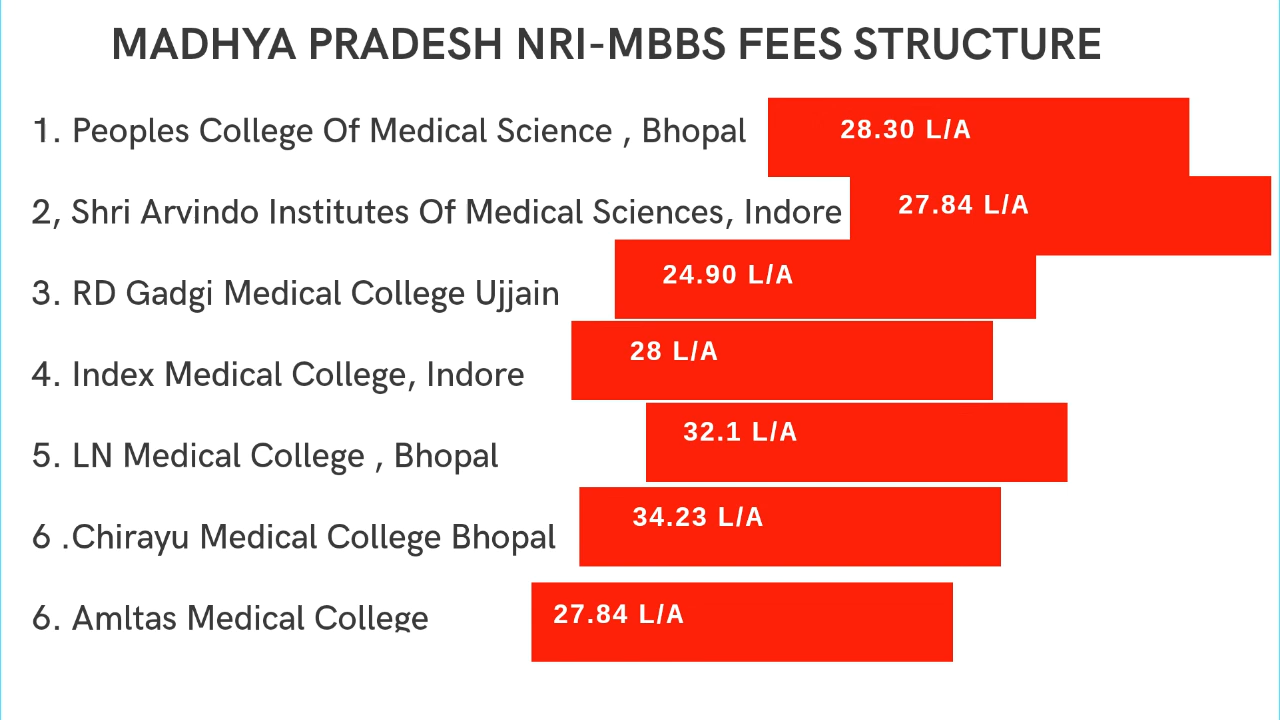 MADHYA PRADESH NRI-MBBS FEES STRUCTURE
1. Peoples College Of Medical Science , Bhopal 28.30 L/A
2, Shri Arvindo Institutes Of Medical Sciences, Indore 27.84 L/A
3. RD Gadgi Medical College Ujjain 24.90 L/A
4. Index Medical College, Indore 28 L/A
5. LN Medical College , Bhopal 32.1 L/A
6 .Chirayu Medical College Bhopal 34.23 L/A
6. Amltas Medical College 27.84 L/A